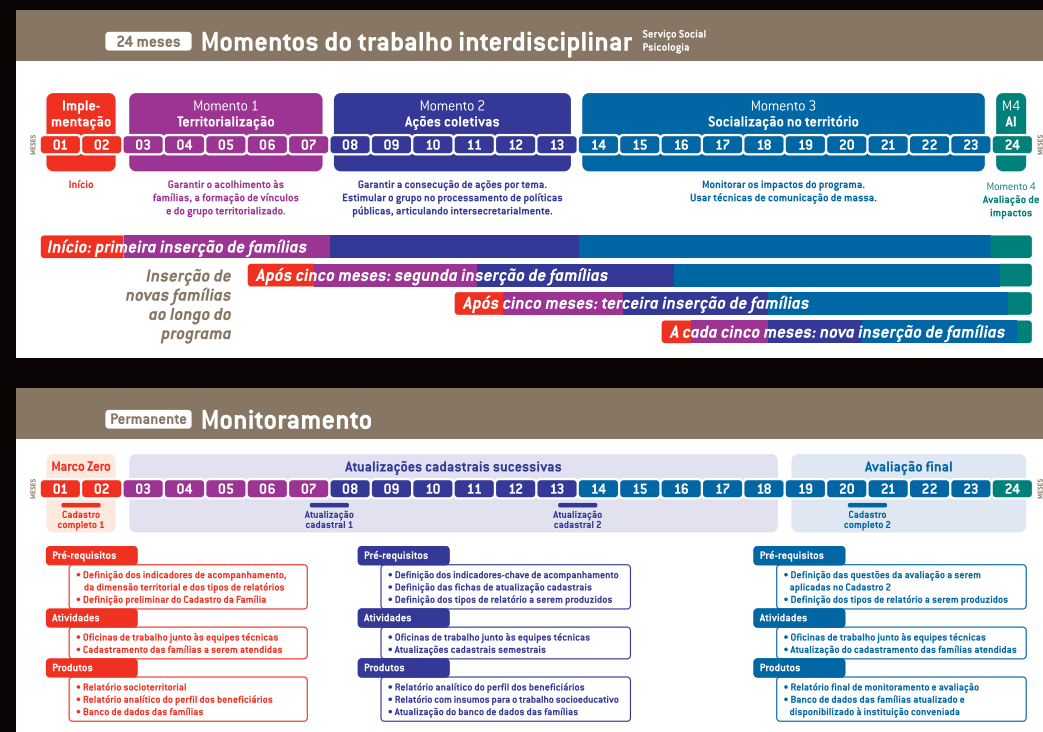 24 meses Momentos do trabalho interdisciplinar
Serviço Social
Psicologia
Imple-
mentação
Momento 1
Territorialização
Momento 2
Ações coletivas
Momento 3
Socialização no território
M4
AI
MESES 01 02 03 04 05 06 07 08 09 10 11 12 13 14 15 16 17 18 19 20 21 22 23 24 MESES
Início
Garantir o acolhimento às
famílias, a formação de vínculos
e do grupo territorializado.
Garantir a consecução de ações por tema.
Estimular o grupo no processamento de políticas
públicas, articulando intersecretarialmente.
Monitorar os impactos do programa.
Usar técnicas de comunicação de massa.
Momento 4
Avaliação de
impactos
Início: primeira inserção de famílias
Após cinco meses: segunda inserção de famílias
Após cinco meses: terceira inserção de famílias
A cada cinco meses: nova inserção de famílias
Inserção de
novas famílias
ao longo do
programa
Permanente Monitoramento
Marco Zero
Atualizações cadastrais sucessivas
Avaliação final
MESES 01 02 03 04 05 06 07 08 09 10 11 12 13 14 15 16 17 18 19 20 21 22 23 24 MESES
Cadastro
completo 1
Atualização
cadastral 1
Atualização
cadastral 2
Cadastro
completo 2
Pré-requisitos
• Definição dos indicadores de acompanhamento,
da dimensão territorial e dos tipos de relatórios
• Definição preliminar do Cadastro da Família
Atividades
• Oficinas de trabalho junto às equipes técnicas
• Cadastramento das famílias a serem atendidas
Produtos
• Relatório socioterritorial
• Relatório analítico do perfil dos beneficiários
• Banco de dados das famílias
Pré-requisitos
• Definição dos indicadores-chave de acompanhamento
• Definição das fichas de atualização cadastrais
• Definição dos tipos de relatório a serem produzidos
Atividades
• Oficinas de trabalho junto às equipes técnicas
• Atualizações cadastrais semestrais
Produtos
• Relatório analítico do perfil dos beneficiários
• Relatório com insumos para o trabalho socioeducativo
• Atualização do banco de dados das famílias
Pré-requisitos
• Definição das questões da avaliação a serem
aplicadas no Cadastro 2
• Definição dos tipos de relatório a serem produzidos
Atividades
• Oficinas de trabalho junto às equipes técnicas
• Atualização do cadastramento das famílias atendidas
Produtos
• Relatório final de monitoramento e avaliação
• Banco de dados das famílias atualizado e
disponibilizado à instituição conveniada